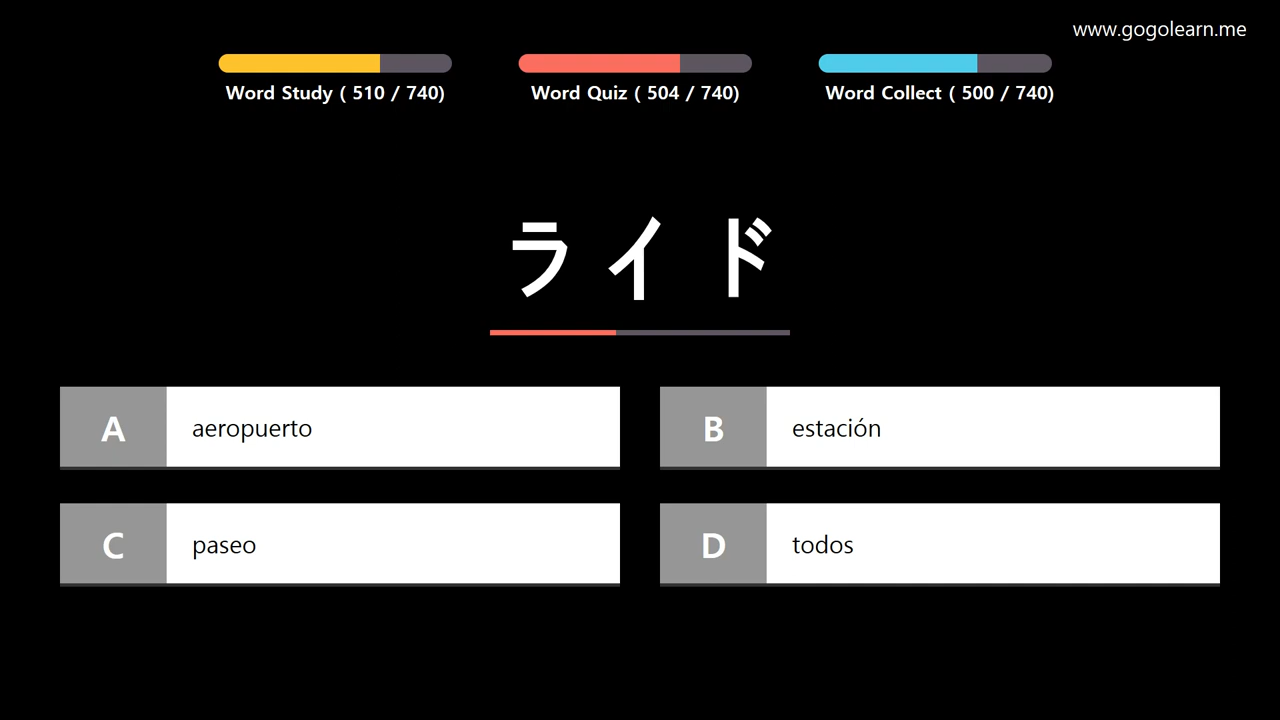 www.gogolearn.me
Word Study ( 510 / 740)
Word Quiz ( 504 / 740)
Word Collect ( 500 / 740)
ライド
A aeropuerto
B estación
C paseo
D todos